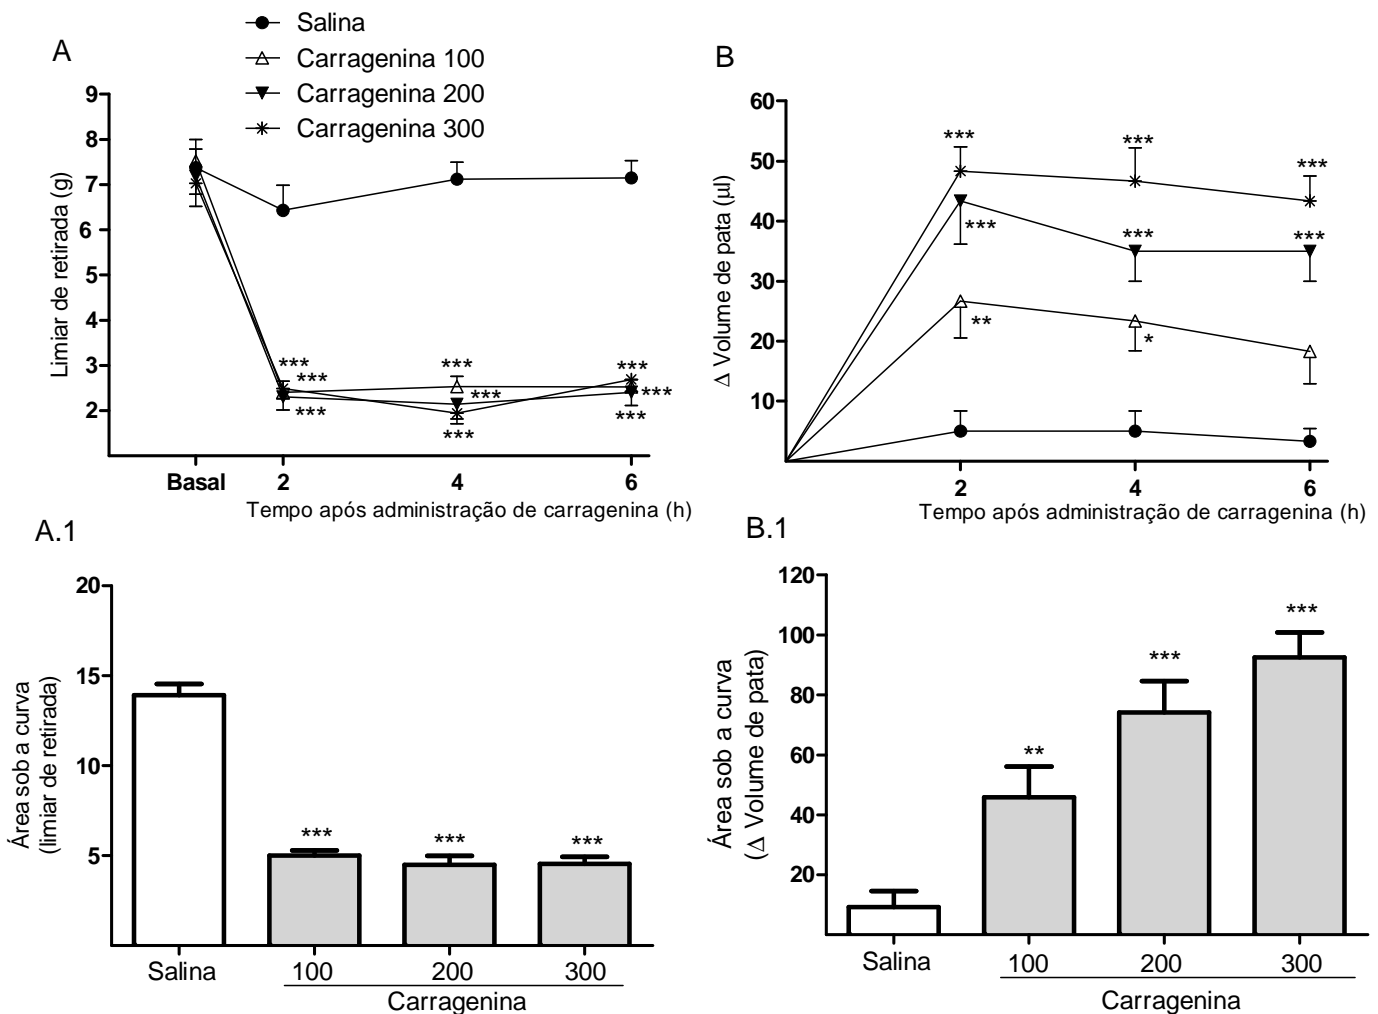 A
Salina
Carragenina 100
Carragenina 200
Carragenina 300
9
8
7
6
5
4
3
2
Limiar de retirada (g)
***
***
***
***
***
***
***
***
***
Basal 2 4 6
Tempo após administração de carragenina (h)
B
60
50
40
30
20
10
Δ Volume de pata (µl)
***
***
***
***
***
***
**
*
2 4 6
Tempo após administração de carragenina (h)
A.1
20
15
10
5
Área sob a curva
(limiar de retirada)
***
***
***
Salina 100 200 300
Carragenina
B.1
120
100
80
60
40
20
Área sob a curva
(Δ Volume de pata)
**
***
***
Salina 100 200 300
Carragenina